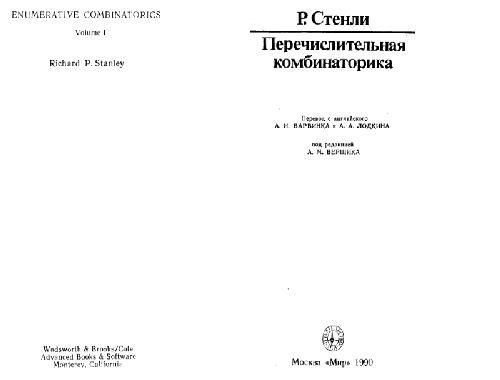 ENUMERATIVE COMBINATORICS
Volume I
Richard P. Stanley
Wadsworth & Brooks/Cole
Advanced Books & Software
Monterey, California
Р. Стенли
Перечислительная
комбинаторика
Перевод с английского
А. И. БАРВИНКА и А. А. ЛОДКИНА
под редакцией
А. М. ВЕРШИКА
Москва «Мир» 1990